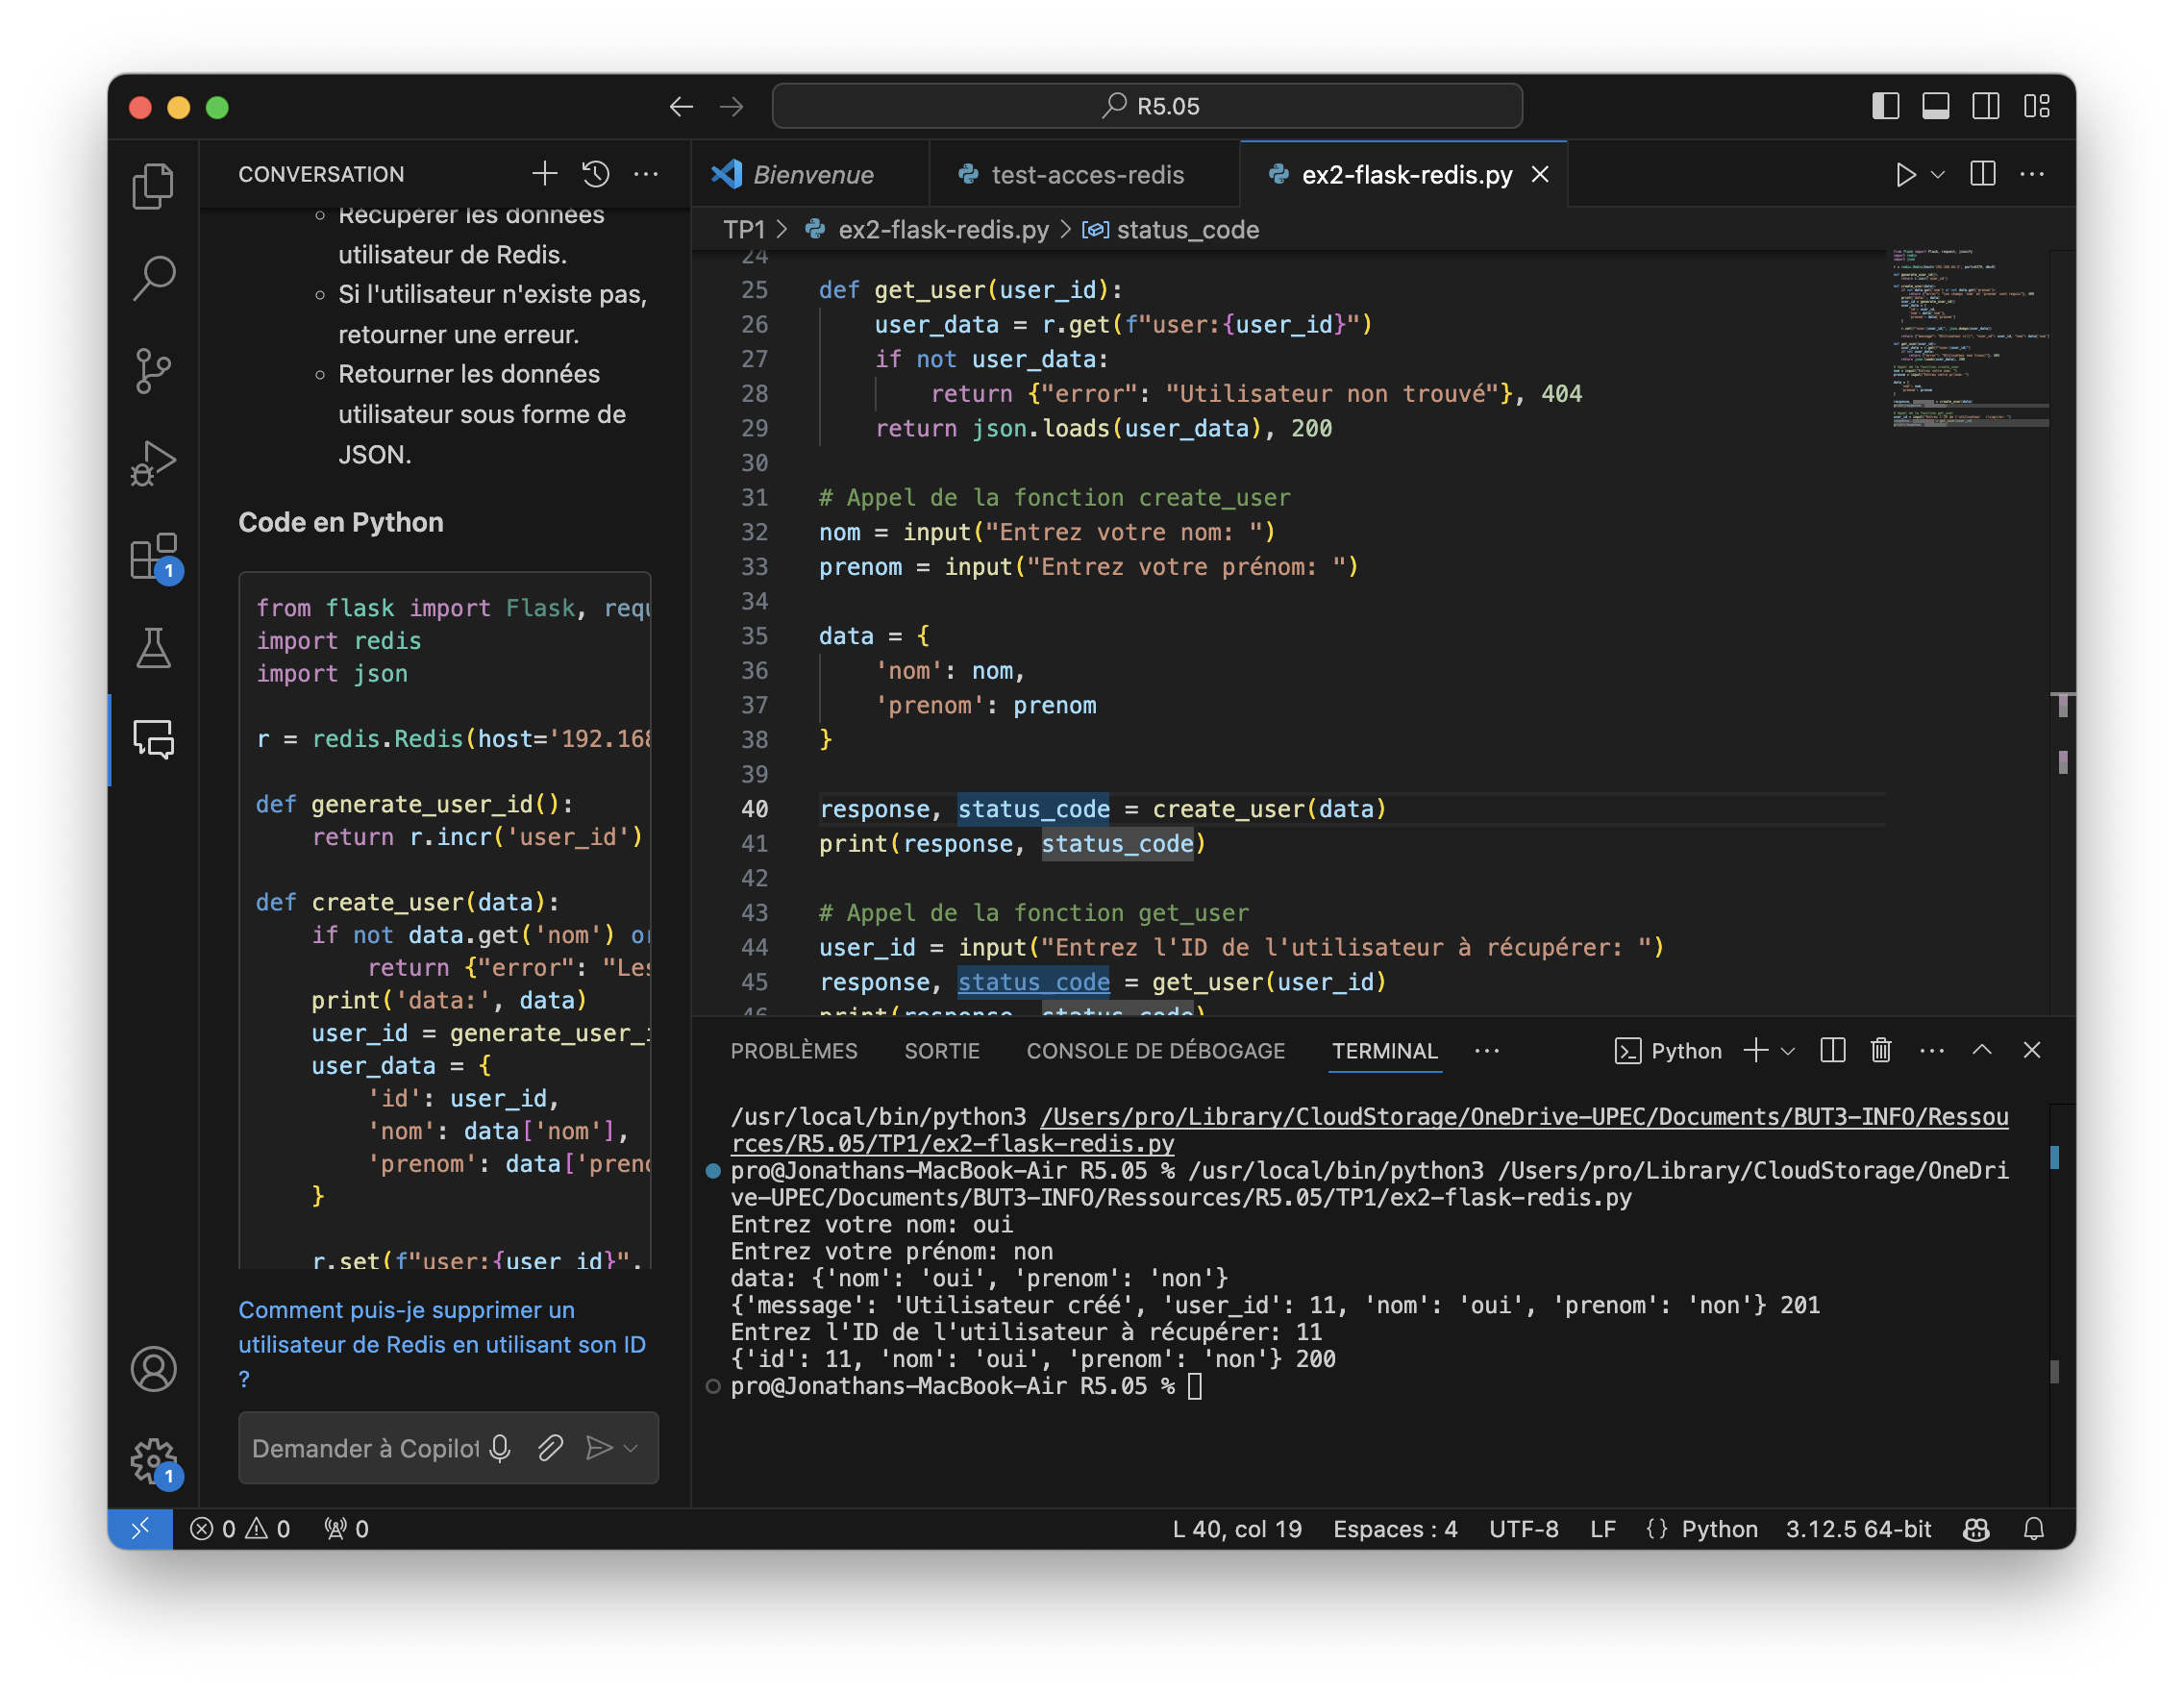 R5.05
CONVERSATION
Récupérer les données
utilisateur de Redis.
Si l'utilisateur n'existe pas,
retourner une erreur.
Retourner les données
utilisateur sous forme de
JSON.
Code en Python
from flask import Flask, requ
import redis
import json
r = redis.Redis(host='192.168
def generate_user_id():
    return r.incr('user_id')
def create_user(data):
    if not data.get('nom') or
        return {"error": "Les
    print('data:', data)
    user_id = generate_user_i
    user_data = {
        'id': user_id,
        'nom': data['nom'],
        'prenom': data['preno
    }
    r.set(f"user:{user_id}",
Comment puis-je supprimer un
utilisateur de Redis en utilisant son ID
?
Demander à Copilot
Bienvenue
test-acces-redis
ex2-flask-redis.py
TP1 > ex2-flask-redis.py > status_code
24
25 def get_user(user_id):
26     user_data = r.get(f"user:{user_id}")
27     if not user_data:
28         return {"error": "Utilisateur non trouvé"}, 404
29     return json.loads(user_data), 200
30
31 # Appel de la fonction create_user
32 nom = input("Entrez votre nom: ")
33 prenom = input("Entrez votre prénom: ")
34
35 data = {
36     'nom': nom,
37     'prenom': prenom
38 }
39
40 response, status_code = create_user(data)
41 print(response, status_code)
42
43 # Appel de la fonction get_user
44 user_id = input("Entrez l'ID de l'utilisateur à récupérer: ")
45 response, status_code = get_user(user_id)
46 print(response, status_code)
PROBLÈMES
SORTIE
CONSOLE DE DÉBOGAGE
TERMINAL
Python
/usr/local/bin/python3 /Users/pro/Library/CloudStorage/OneDrive-UPEC/Documents/BUT3-INFO/Ressou
rces/R5.05/TP1/ex2-flask-redis.py
pro@Jonathans-MacBook-Air R5.05 % /usr/local/bin/python3 /Users/pro/Library/CloudStorage/OneDri
ve-UPEC/Documents/BUT3-INFO/Ressources/R5.05/TP1/ex2-flask-redis.py
Entrez votre nom: oui
Entrez votre prénom: non
data: {'nom': 'oui', 'prenom': 'non'}
{'message': 'Utilisateur créé', 'user_id': 11, 'nom': 'oui', 'prenom': 'non'} 201
Entrez l'ID de l'utilisateur à récupérer: 11
{'id': 11, 'nom': 'oui', 'prenom': 'non'} 200
pro@Jonathans-MacBook-Air R5.05 %
1
1
0 0 0
L 40, col 19
Espaces : 4
UTF-8
LF
{} Python
3.12.5 64-bit